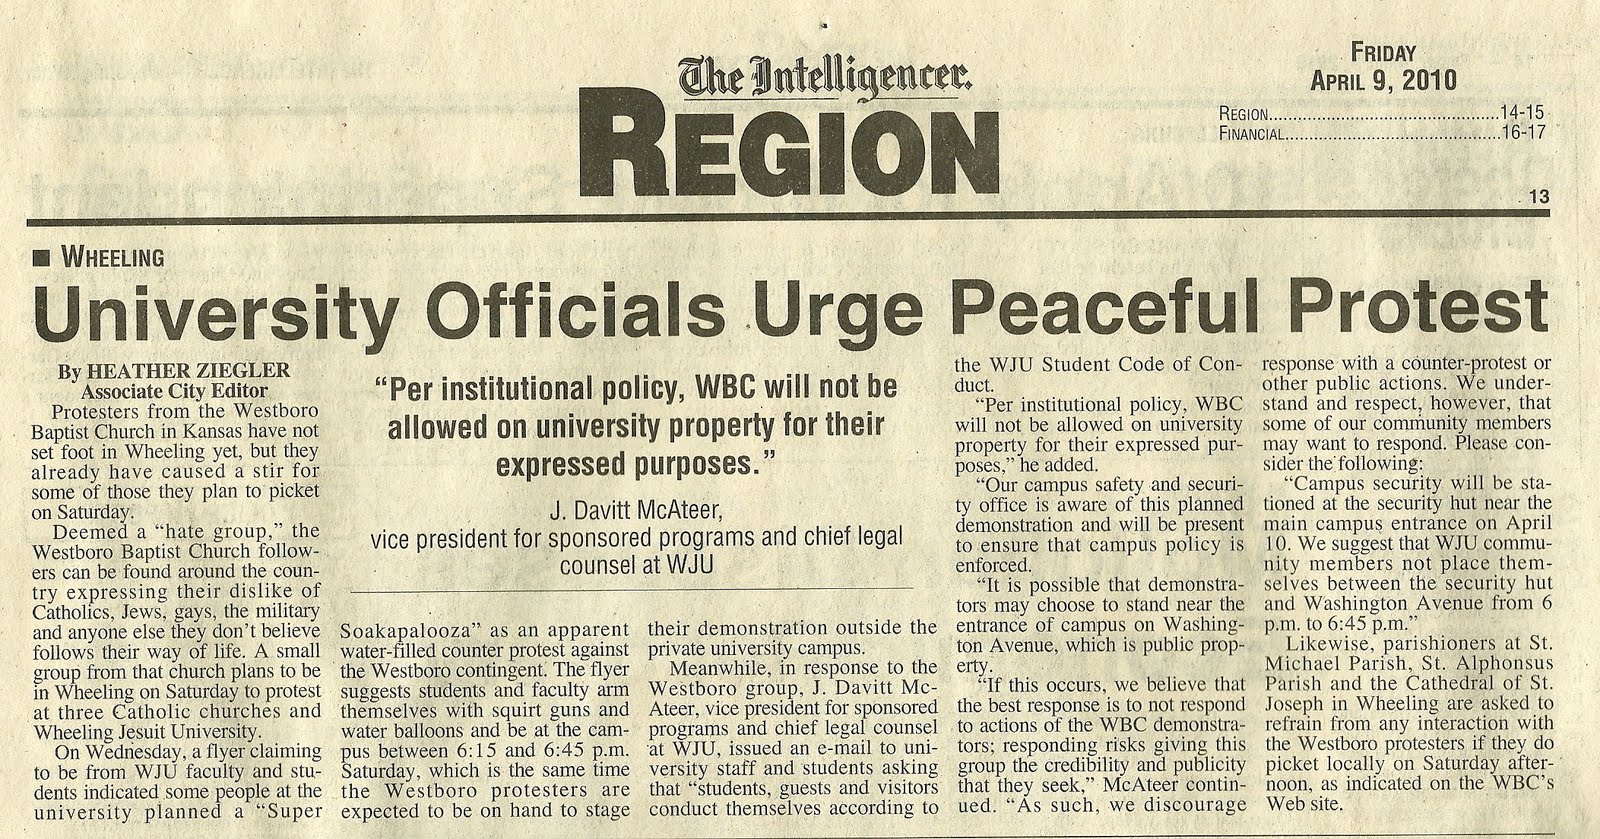 The Intelligencer.
REGION
FRIDAY
APRIL 9, 2010
REGION..........................................14-15
FINANCIAL........................................16-17
13
■ WHEELING
University Officials Urge Peaceful Protest
By HEATHER ZIEGLER
Associate City Editor
Protesters from the Westboro
Baptist Church in Kansas have not
set foot in Wheeling yet, but they
already have caused a stir for
some of those they plan to picket
on Saturday.
Deemed a “hate group,” the
Westboro Baptist Church follow-
ers can be found around the coun-
try expressing their dislike of
Catholics, Jews, gays, the military
and anyone else they don’t believe
follows their way of life. A small
group from that church plans to be
in Wheeling on Saturday to protest
at three Catholic churches and
Wheeling Jesuit University.
On Wednesday, a flyer claiming
to be from WJU faculty and stu-
dents indicated some people at the
university planned a “Super
“Per institutional policy, WBC will not be
allowed on university property for their
expressed purposes.”
J. Davitt McAteer,
vice president for sponsored programs and chief legal
counsel at WJU
Soakapalooza” as an apparent
water-filled counter protest against
the Westboro contingent. The flyer
suggests students and faculty arm
themselves with squirt guns and
water balloons and be at the cam-
pus between 6:15 and 6:45 p.m.
Saturday, which is the same time
the Westboro protesters are
expected to be on hand to stage
their demonstration outside the
private university campus.
Meanwhile, in response to the
Westboro group, J. Davitt Mc-
Ateer, vice president for sponsored
programs and chief legal counsel
at WJU, issued an e-mail to uni-
versity staff and students asking
that “students, guests and visitors
conduct themselves according to
the WJU Student Code of Con-
duct.
“Per institutional policy, WBC
will not be allowed on university
property for their expressed pur-
poses,” he added.
“Our campus safety and securi-
ty office is aware of this planned
demonstration and will be present
to ensure that campus policy is
enforced.
“It is possible that demonstra-
tors may choose to stand near the
entrance of campus on Washing-
ton Avenue, which is public prop-
erty.
“If this occurs, we believe that
the best response is to not respond
to actions of the WBC demonstra-
tors; responding risks giving this
group the credibility and publicity
that they seek,” McAteer contin-
ued. “As such, we discourage
response with a counter-protest or
other public actions. We under-
stand and respect, however, that
some of our community members
may want to respond. Please con-
sider the following:
“Campus security will be sta-
tioned at the security hut near the
main campus entrance on April
10. We suggest that WJU commu-
nity members not place them-
selves between the security hut
and Washington Avenue from 6
p.m. to 6:45 p.m.”
Likewise, parishioners at St.
Michael Parish, St. Alphonsus
Parish and the Cathedral of St.
Joseph in Wheeling are asked to
refrain from any interaction with
the Westboro protesters if they do
picket locally on Saturday after-
noon, as indicated on the WBC’s
Web site.